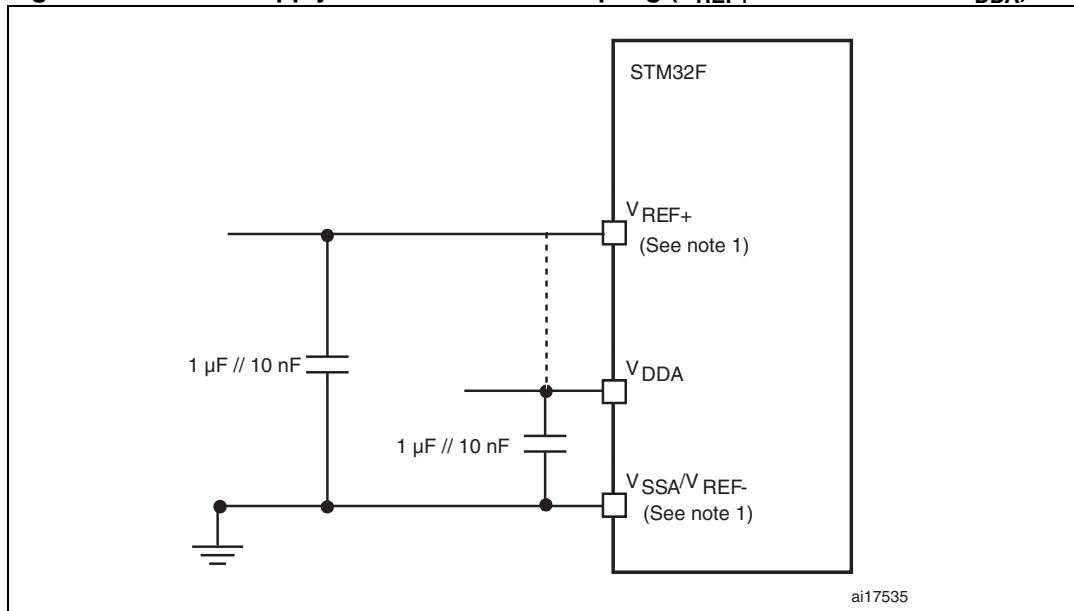 STM32F
VREF+
(See note 1)
1 µF // 10 nF
VDDA
1 µF // 10 nF
VSSA/VREF-
(See note 1)
ai17535